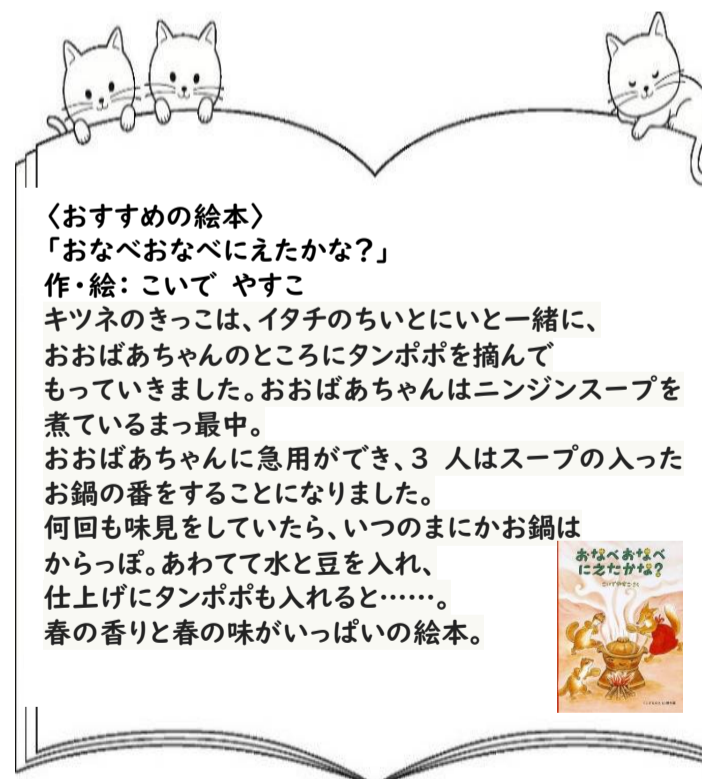 〈おすすめの絵本〉
「おなべおなべにえたかな？」
作・絵： こいで やすこ
キツネのきっこは、イタチのちいとにいと一緒に、
おおばあちゃんのところにタンポポを摘んで
もっていきました。おおばあちゃんはニンジンスープを
煮ているまっ最中。
おおばあちゃんに急用ができ、3 人はスープの入った
お鍋の番をすることになりました。
何回も味見をしていたら、いつのまにかお鍋は
からっぽ。あわてて水と豆を入れ、
仕上げにタンポポも入れると……。
春の香りと春の味がいっぱいの絵本。
おなべおなべ
にえたかな?